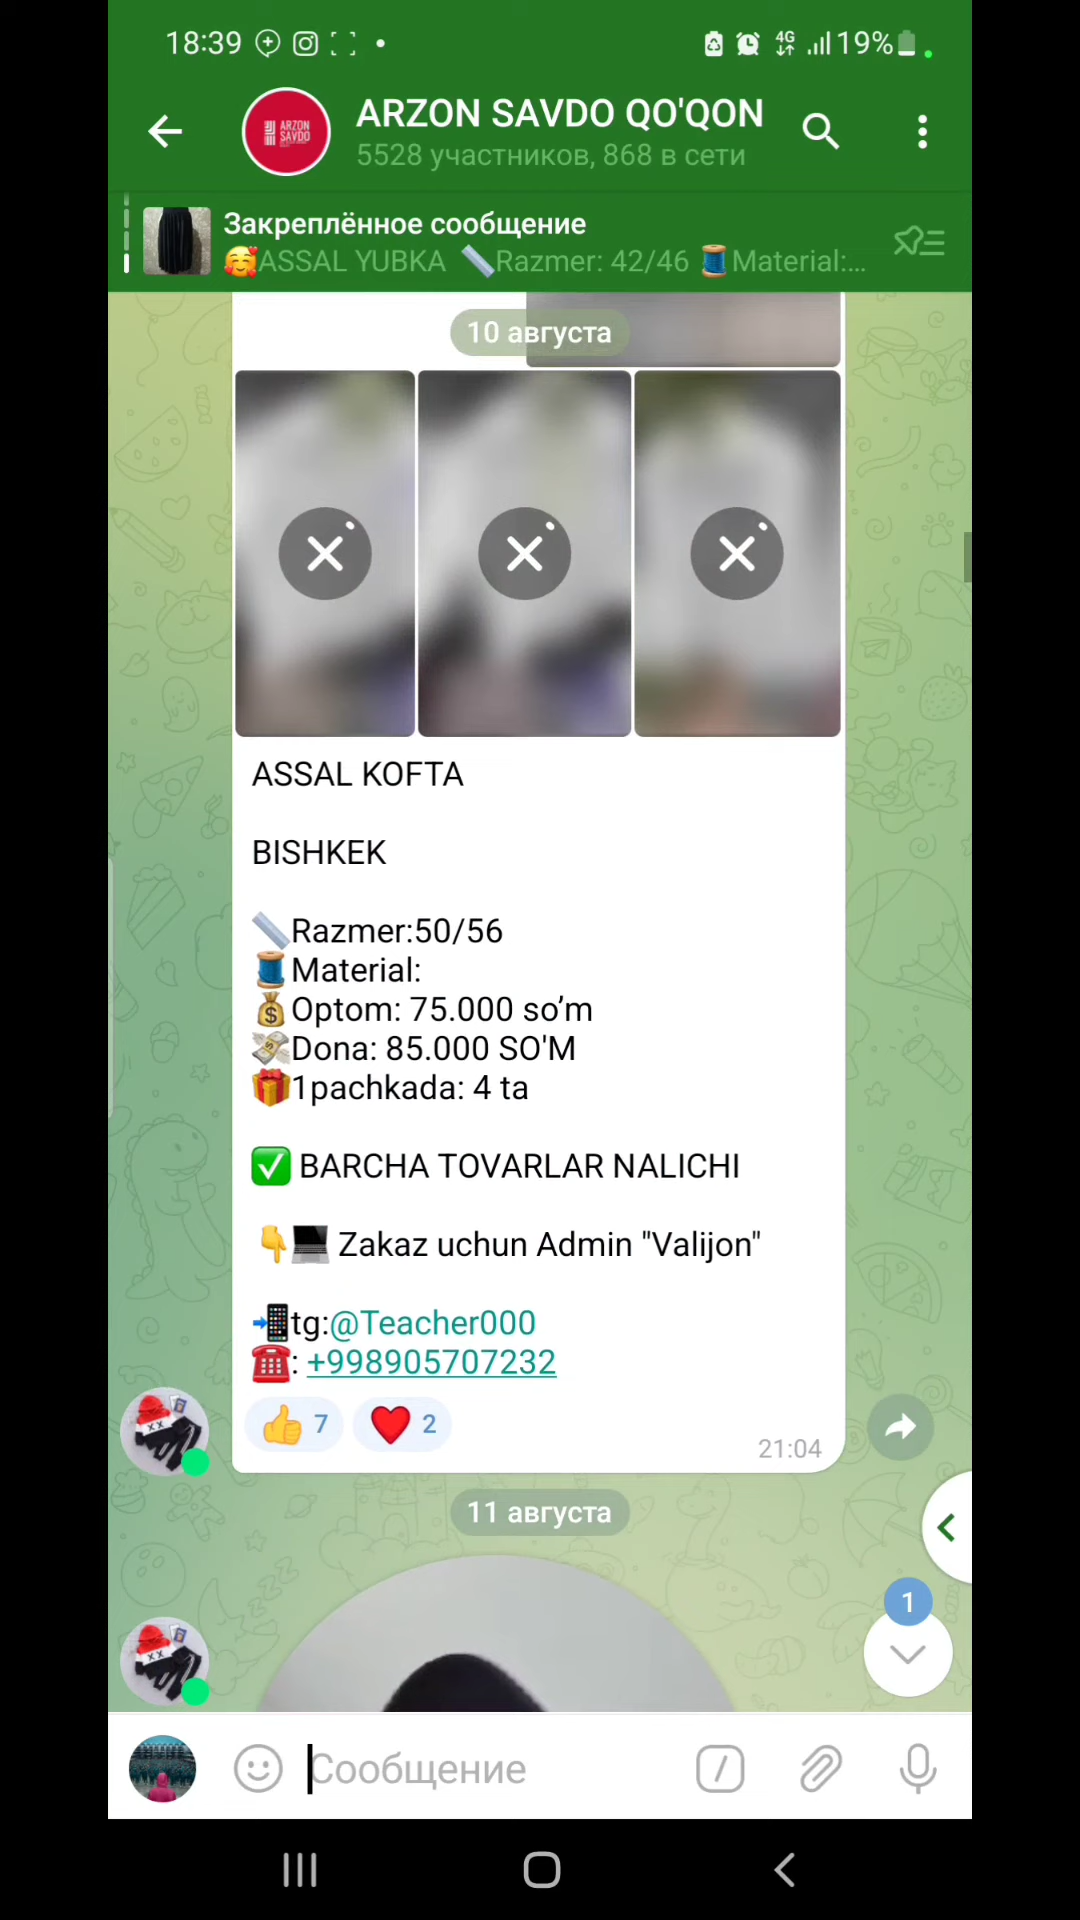 18:39
4G
19%
ARZON SAVDO
ARZON SAVDO QO'QON
5528 участников, 868 в сети
Закреплённое сообщение
🥰ASSAL YUBKA 📏Razmer: 42/46 🧵Material:...
10 августа
ASSAL KOFTA
BISHKEK
📏Razmer:50/56
🧵Material:
💰Optom: 75.000 so’m
💸Dona: 85.000 SO'M
🎁1pachkada: 4 ta
✅ BARCHA TOVARLAR NALICHI
👇💻 Zakaz uchun Admin "Valijon"
📲tg:@Teacher000
☎️: +998905707232
👍 7 ❤️ 2
21:04
11 августа
1
Сообщение